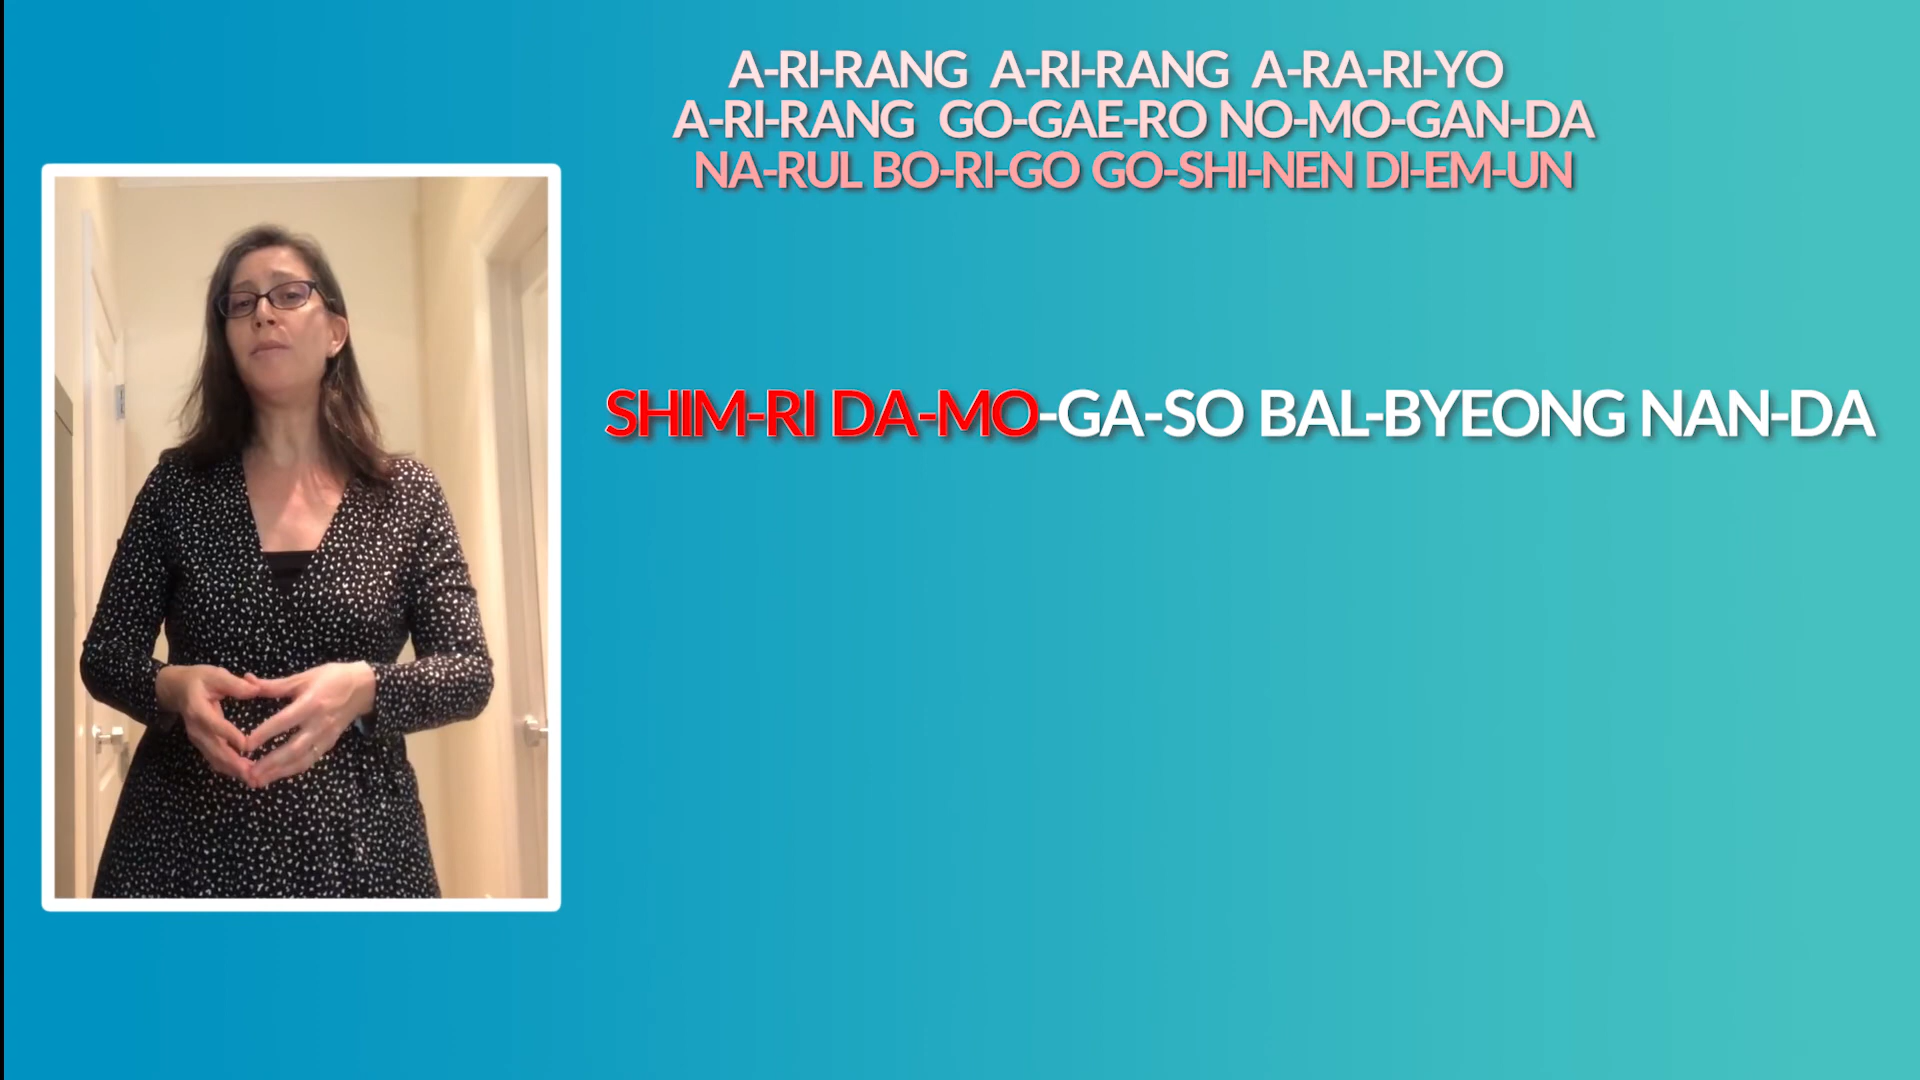 A-RI-RANG A-RI-RANG A-RA-RI-YO
A-RI-RANG GO-GAE-RO NO-MO-GAN-DA
NA-RUL BO-RI-GO GO-SHI-NEN DI-EM-UN
SHIM-RI DA-MO-GA-SO BAL-BYEONG NAN-DA